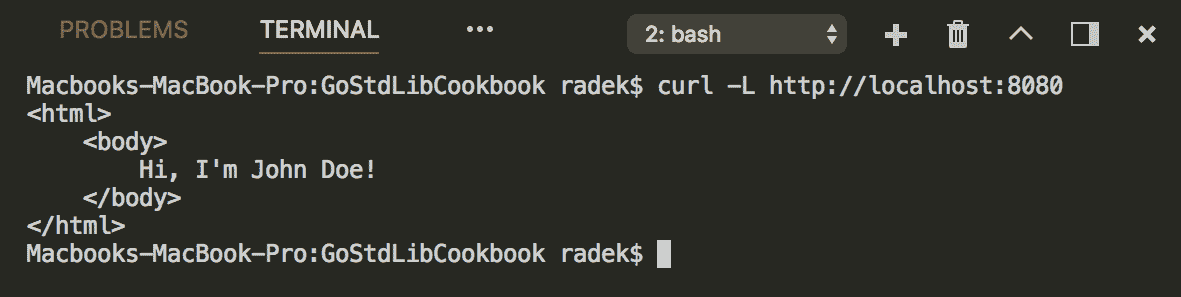 PROBLEMS TERMINAL ••• 2: bash
Macbooks-MacBook-Pro:GoStdLibCookbook radek$ curl -L http://localhost:8080
<html>
    <body>
        Hi, I'm John Doe!
    </body>
</html>
Macbooks-MacBook-Pro:GoStdLibCookbook radek$